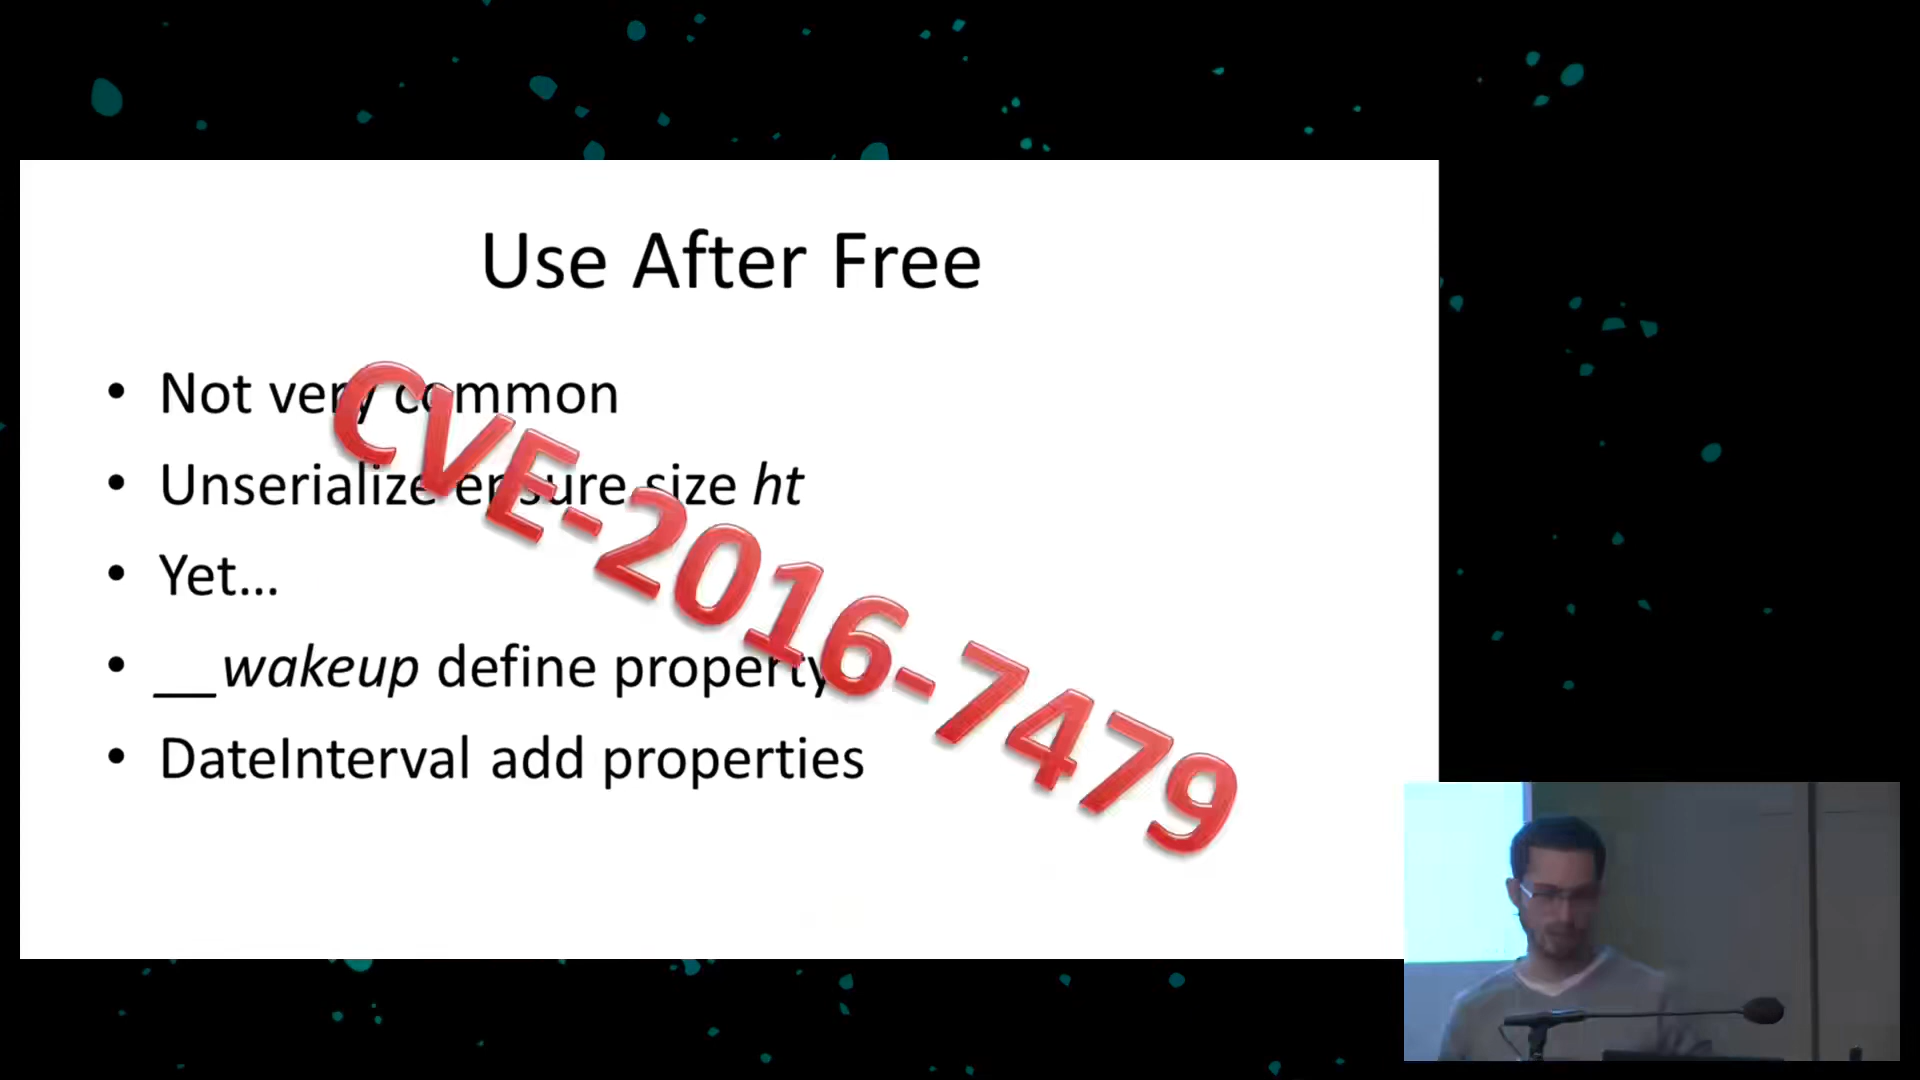 Use After Free
• Not very common
• Unserialize ensure size ht
• Yet...
• __wakeup define property
• DateInterval add properties
CVE-2016-7479